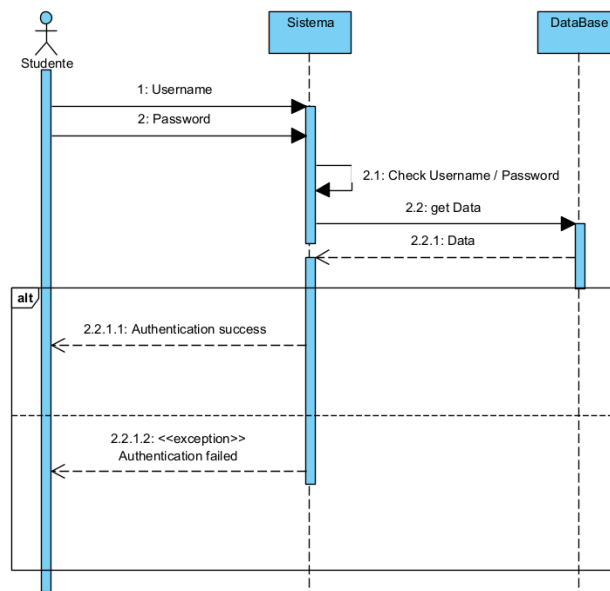 Sistema
DataBase
Studente
1: Username
2: Password
2.1: Check Username / Password
2.2: get Data
2.2.1: Data
alt
2.2.1.1: Authentication success
2.2.1.2: <<exception>>
Authentication failed